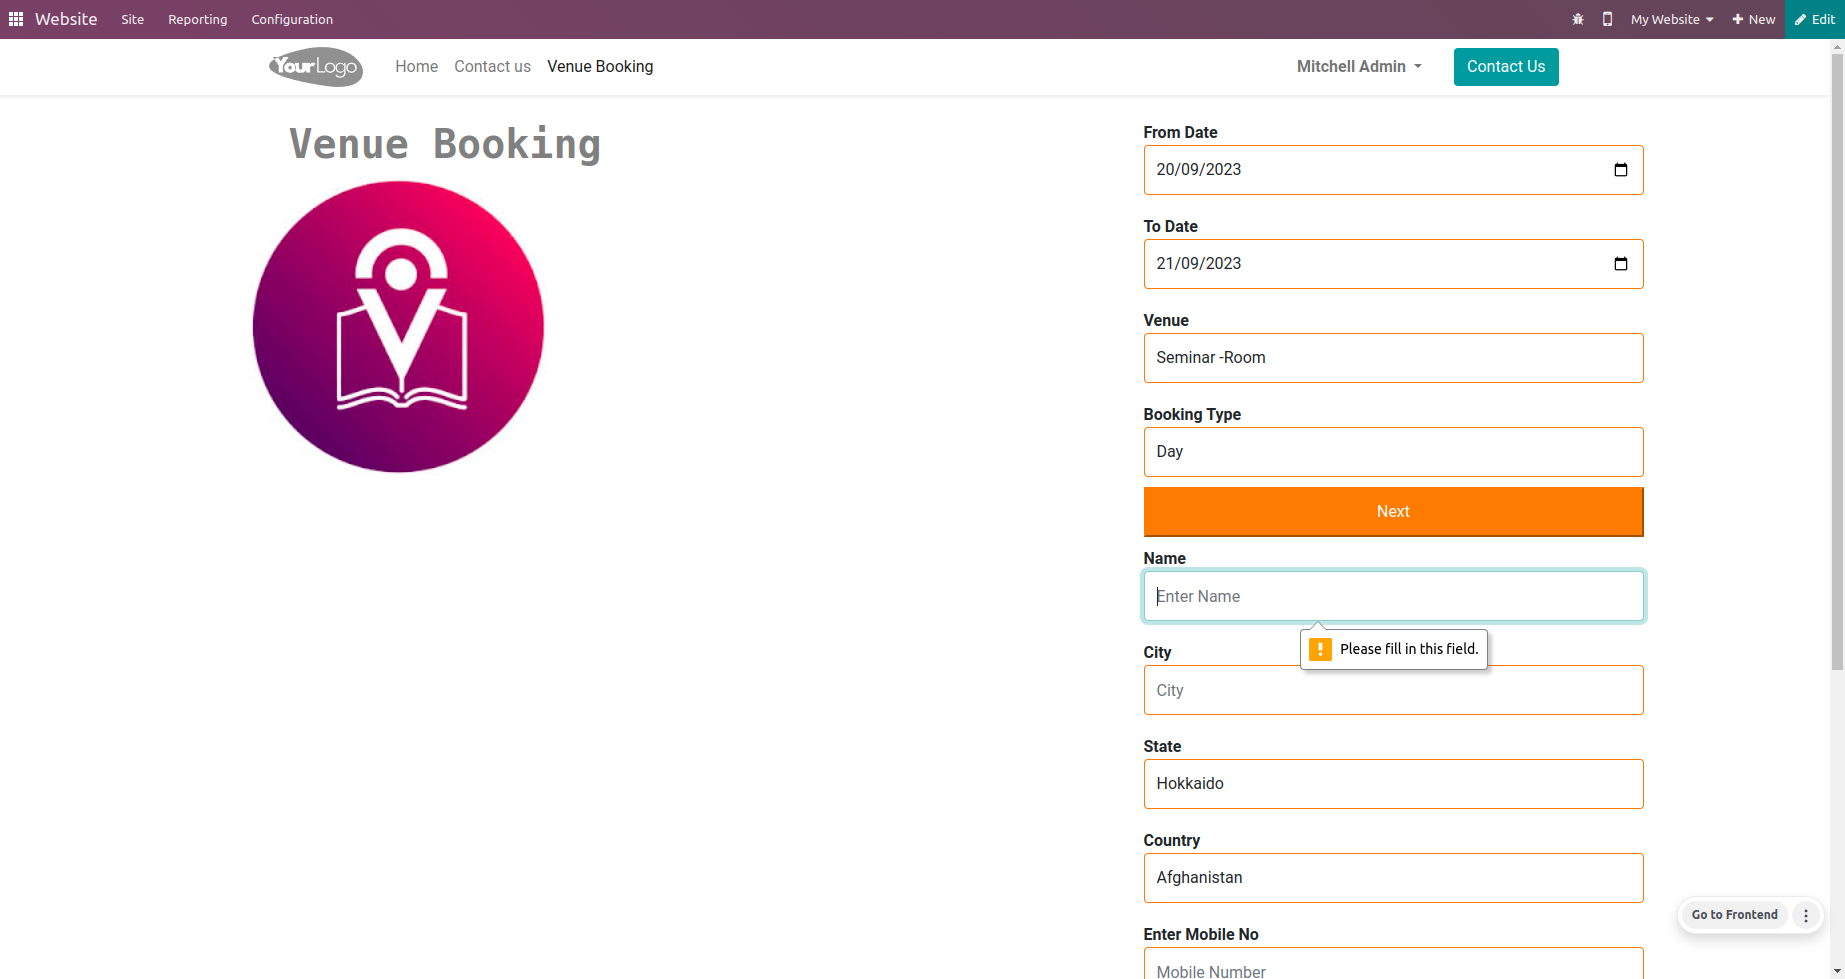 Website Site Reporting Configuration My Website New Edit
YourLogo Home Contact us Venue Booking Mitchell Admin Contact Us
Venue Booking
From Date
20/09/2023
To Date
21/09/2023
Venue
Seminar -Room
Booking Type
Day
Next
Name
Enter Name
Please fill in this field.
City
City
State
Hokkaido
Country
Afghanistan
Go to Frontend
Enter Mobile No
Mobile Number